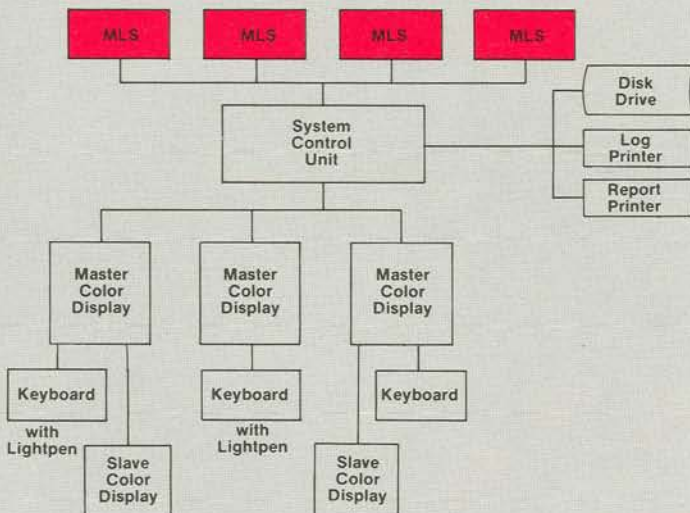 MLS MLS MLS MLS
System
Control
Unit
Disk
Drive
Log
Printer
Report
Printer
Master
Color
Display
Master
Color
Display
Master
Color
Display
Keyboard
with
Lightpen
Slave
Color
Display
Keyboard
with
Lightpen
Keyboard
Slave
Color
Display